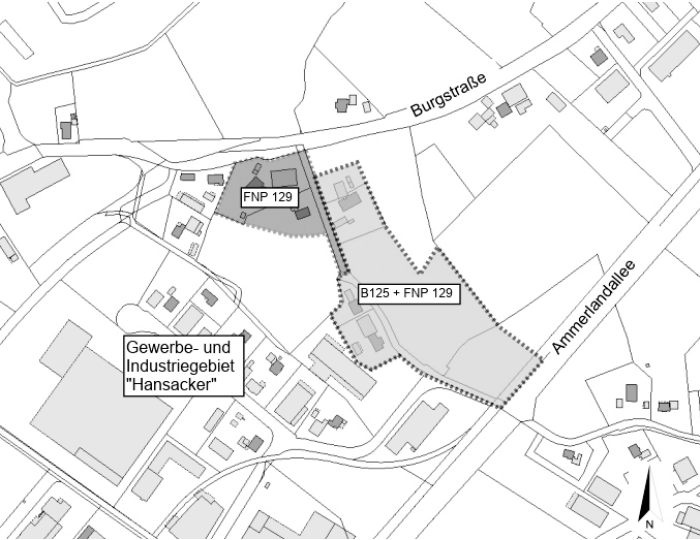 Burgstraße
FNP 129
B125 + FNP 129
Ammerlandallee
Gewerbe- und
Industriegebiet
"Hansacker"
N